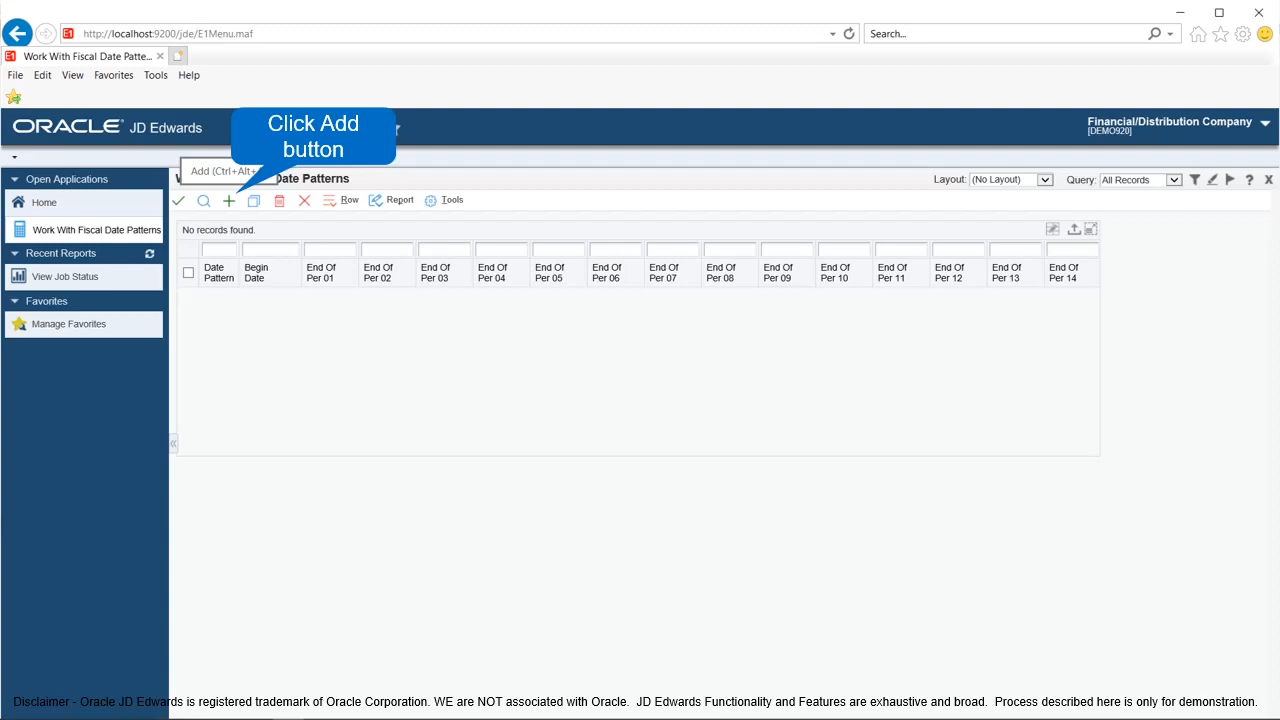 http://localhost:9200/jde/E1Menu.maf
Search...
Work With Fiscal Date Patte...
File Edit View Favorites Tools Help
ORACLE JD Edwards
Click Add
button
Financial/Distribution Company
[DEMO920]
Add (Ctrl+Alt+
Date Patterns
Layout: (No Layout) Query: All Records
Open Applications
Home
Work With Fiscal Date Patterns
Recent Reports
View Job Status
Favorites
Manage Favorites
Row Report Tools
No records found.
Date Begin End Of End Of End Of End Of End Of End Of End Of End Of End Of End Of End Of End Of End Of End Of
Pattern Date Per 01 Per 02 Per 03 Per 04 Per 05 Per 06 Per 07 Per 08 Per 09 Per 10 Per 11 Per 12 Per 13 Per 14
Disclaimer - Oracle JD Edwards is registered trademark of Oracle Corporation. WE are NOT associated with Oracle. JD Edwards Functionality and Features are exhaustive and broad. Process described here is only for demonstration.